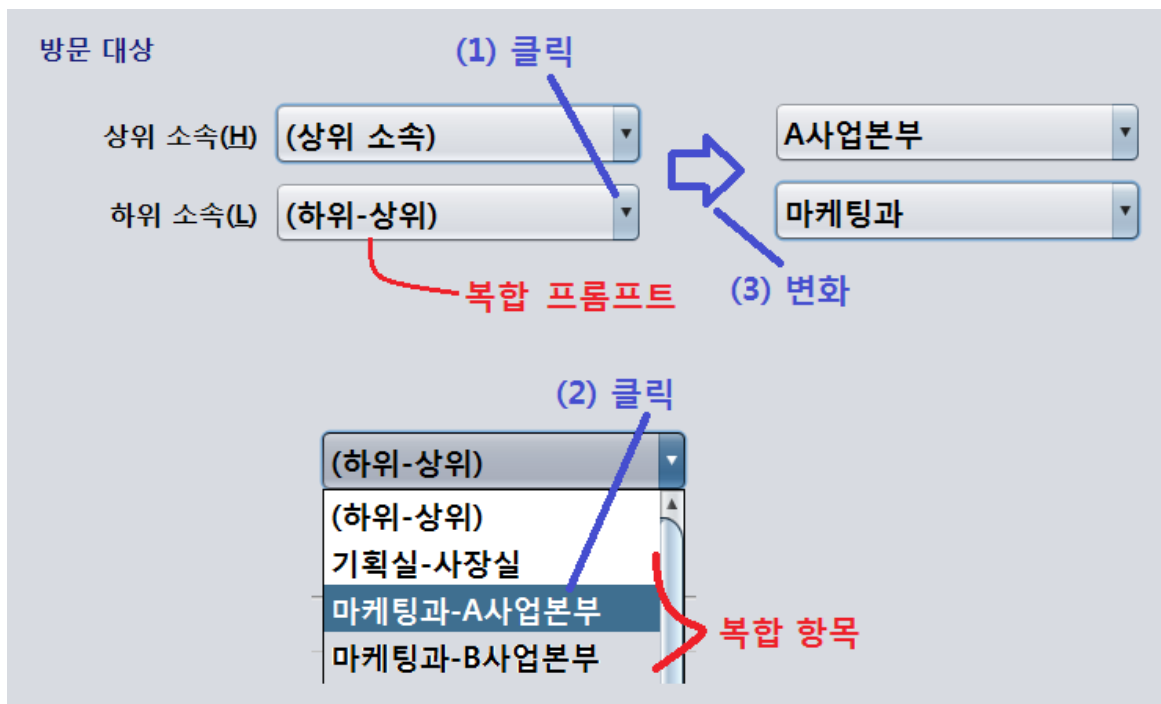 방문 대상
(1) 클릭
상위 소속(H) (상위 소속) A사업본부
하위 소속(L) (하위-상위) 마케팅과
복합 프롬프트
(3) 변화
(2) 클릭
(하위-상위)
(하위-상위)
기획실-사장실
마케팅과-A사업본부
마케팅과-B사업본부
복합 항목